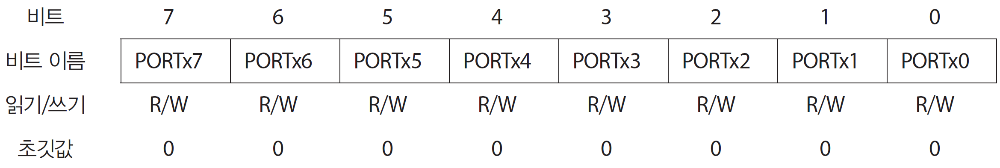 비트 7 6 5 4 3 2 1 0
비트 이름 PORTx7 PORTx6 PORTx5 PORTx4 PORTx3 PORTx2 PORTx1 PORTx0
읽기/쓰기 R/W R/W R/W R/W R/W R/W R/W R/W
초깃값 0 0 0 0 0 0 0 0